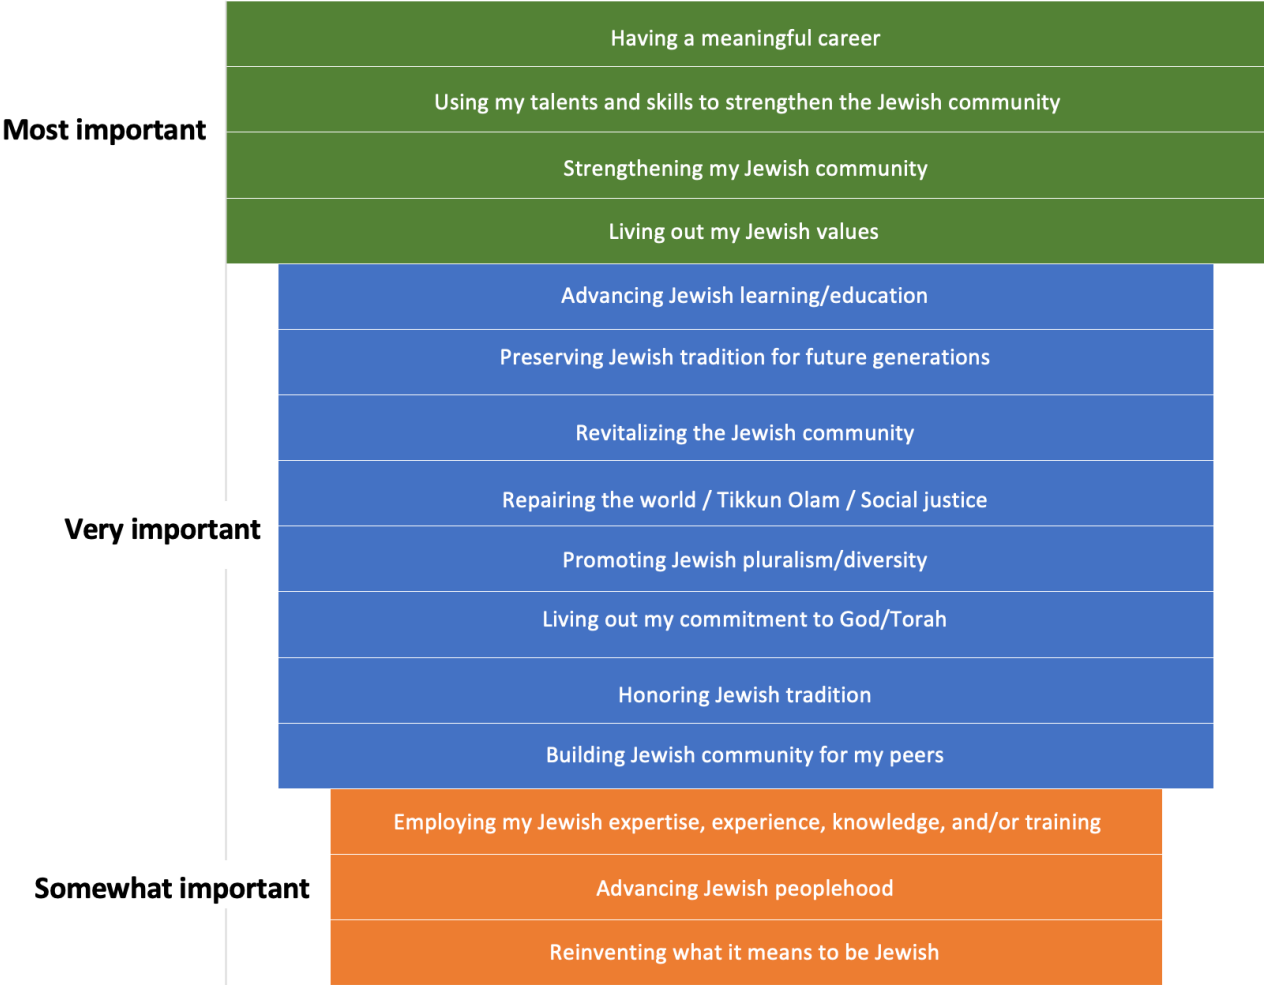 Having a meaningful career
Using my talents and skills to strengthen the Jewish community
Most important
Strengthening my Jewish community
Living out my Jewish values
Advancing Jewish learning/education
Preserving Jewish tradition for future generations
Revitalizing the Jewish community
Repairing the world / Tikkun Olam / Social justice
Very important
Promoting Jewish pluralism/diversity
Living out my commitment to God/Torah
Honoring Jewish tradition
Building Jewish community for my peers
Employing my Jewish expertise, experience, knowledge, and/or training
Somewhat important
Advancing Jewish peoplehood
Reinventing what it means to be Jewish